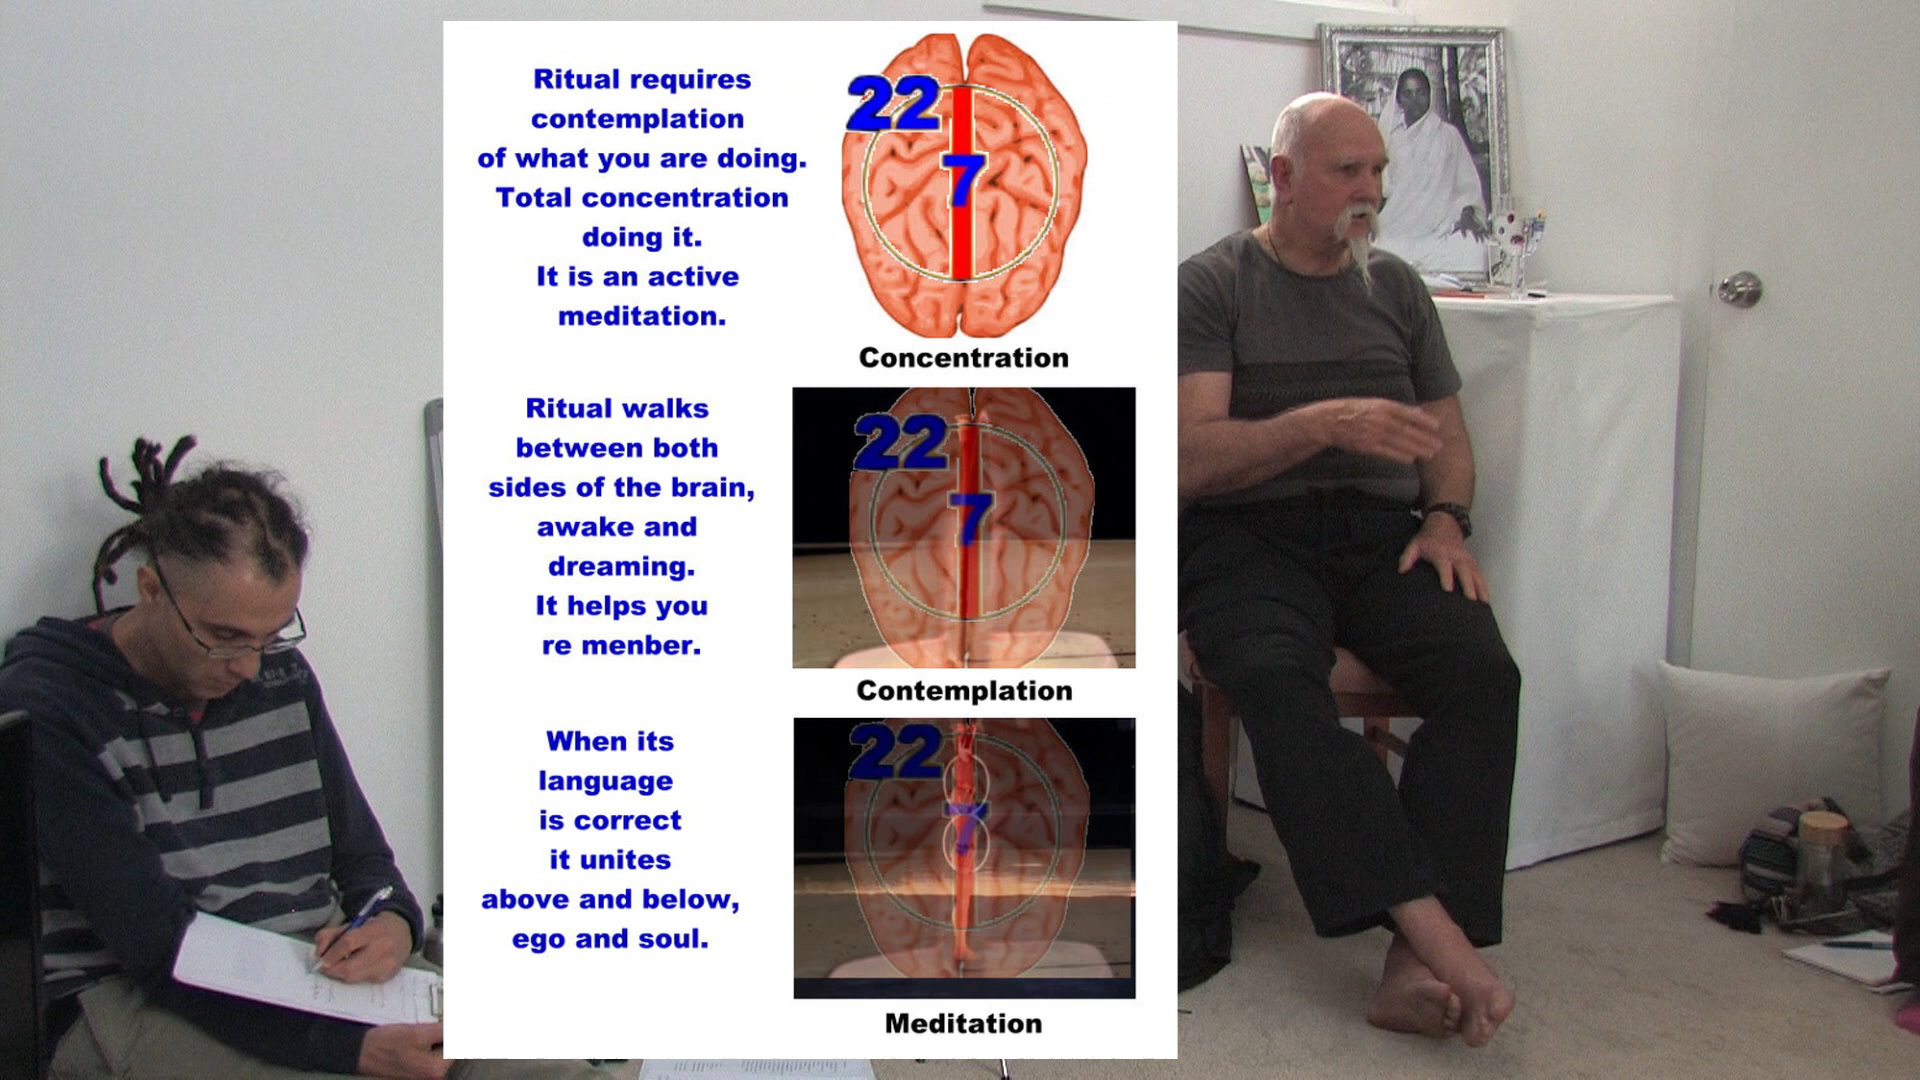 Ritual requires
contemplation
of what you are doing.
Total concentration
doing it.
It is an active
meditation.
22
7
Concentration
Ritual walks
between both
sides of the brain,
awake and
dreaming.
It helps you
re menber.
22
7
Contemplation
When its
language
is correct
it unites
above and below,
ego and soul.
22
7
Meditation